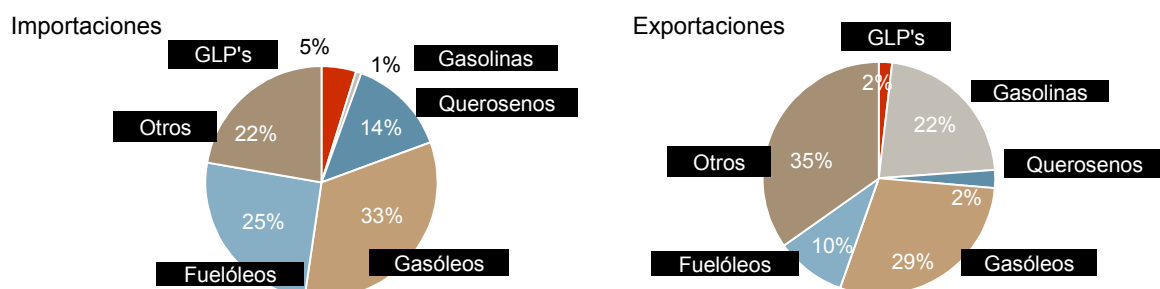 Importaciones
GLP's
5%
1%
Gasolinas
Querosenos
14%
Otros
22%
33%
25%
Gasóleos
Fuelóleos
Exportaciones
GLP's
2%
Gasolinas
22%
Querosenos
2%
Otros
35%
10%
29%
Fuelóleos
Gasóleos